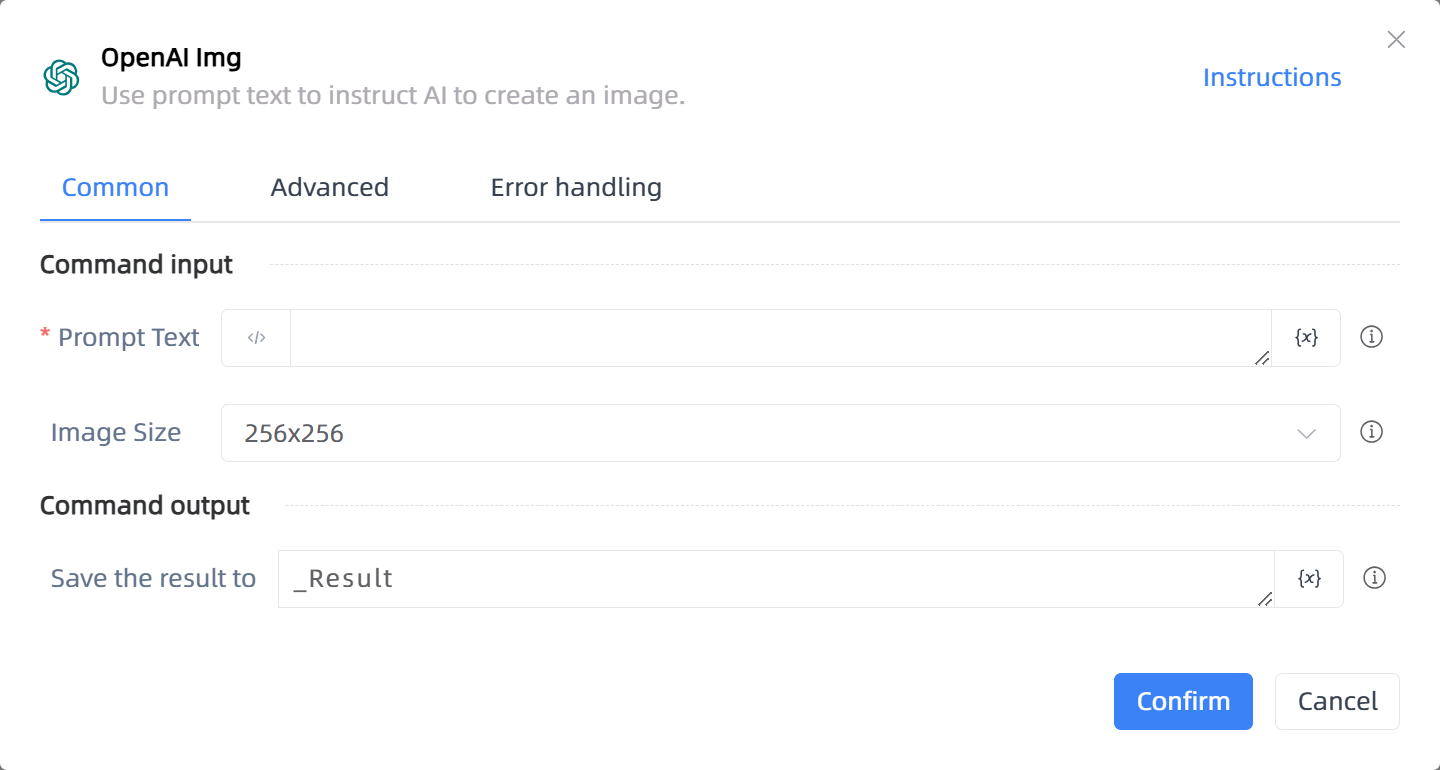 OpenAI Img
Use prompt text to instruct AI to create an image.
Instructions
Common Advanced Error handling
Command input
* Prompt Text </> {x}
Image Size 256x256
Command output
Save the result to _Result {x}
Confirm Cancel